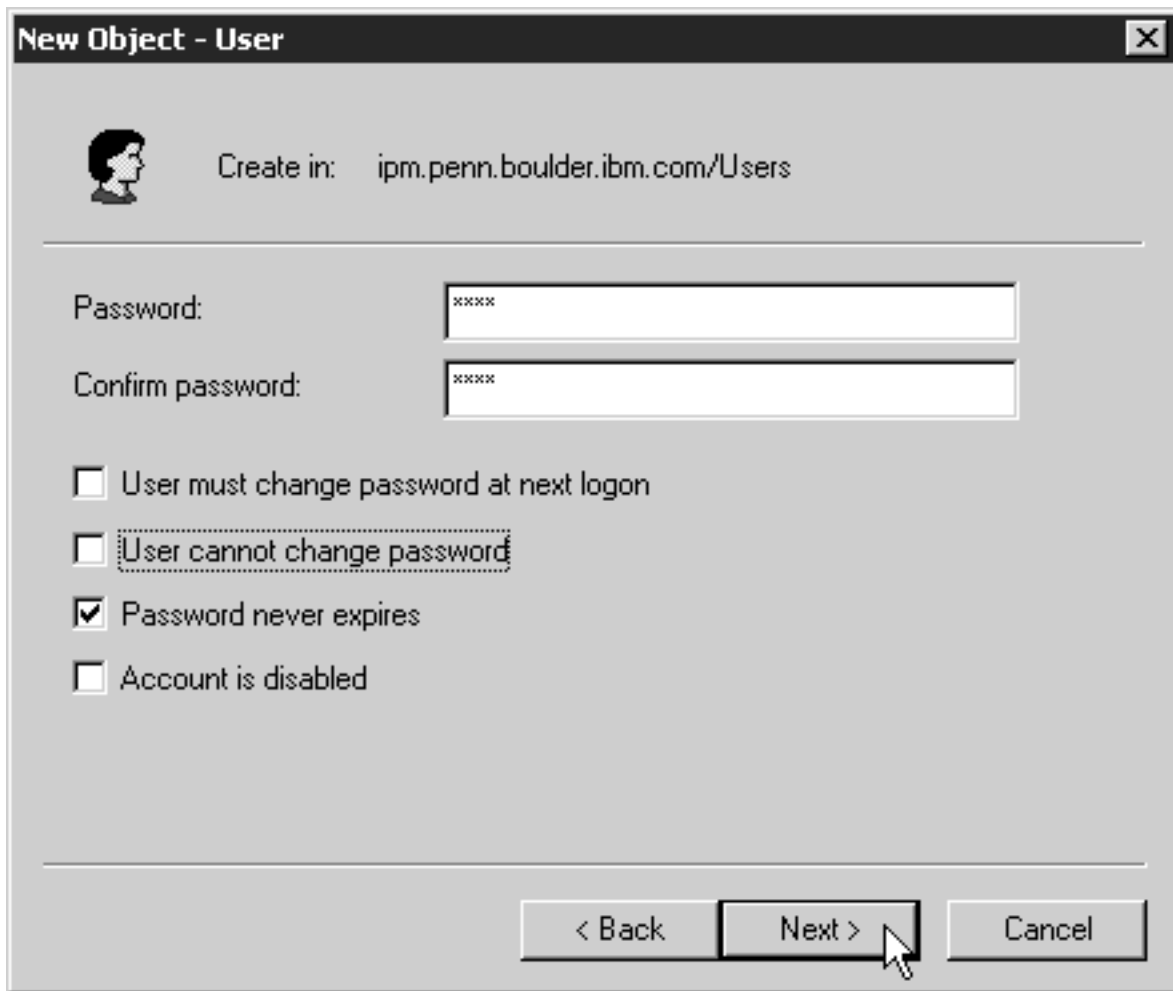 New Object - User
Create in: ipm.penn.boulder.ibm.com/Users
Password: ****
Confirm password: ****
User must change password at next logon
User cannot change password
Password never expires
Account is disabled
< Back Next > Cancel